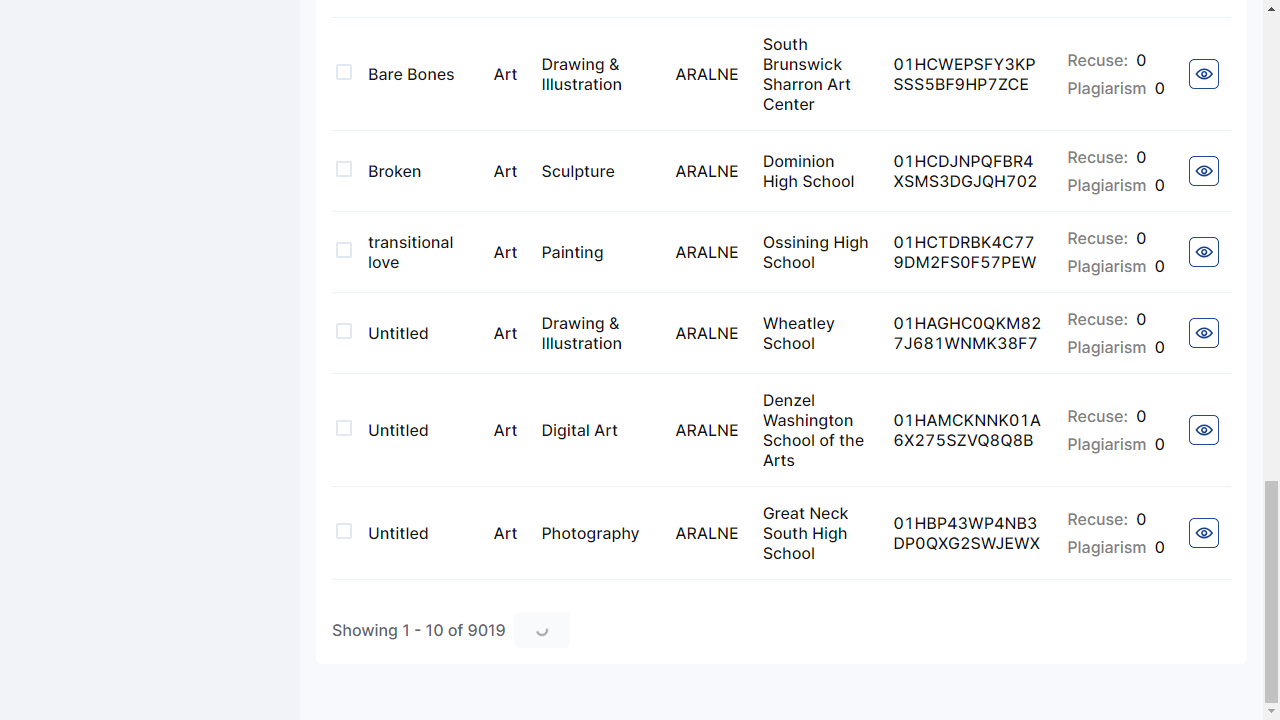 Bare Bones Art Drawing & Illustration ARALNE South Brunswick Sharron Art Center 01HCWEPSFY3KPSSS5BF9HP7ZCE Recuse: 0 Plagiarism 0
Broken Art Sculpture ARALNE Dominion High School 01HCDJNPQFBR4XSMS3DGJQH702 Recuse: 0 Plagiarism 0
transitional love Art Painting ARALNE Ossining High School 01HCTDRBK4C779DM2FS0F57PEW Recuse: 0 Plagiarism 0
Untitled Art Drawing & Illustration ARALNE Wheatley School 01HAGHC0QKM827J681WNMK38F7 Recuse: 0 Plagiarism 0
Untitled Art Digital Art ARALNE Denzel Washington School of the Arts 01HAMCKNNK01A6X275SZVQ8Q8B Recuse: 0 Plagiarism 0
Untitled Art Photography ARALNE Great Neck South High School 01HBP43WP4NB3DP0QXG2SWJEWX Recuse: 0 Plagiarism 0
Showing 1 - 10 of 9019